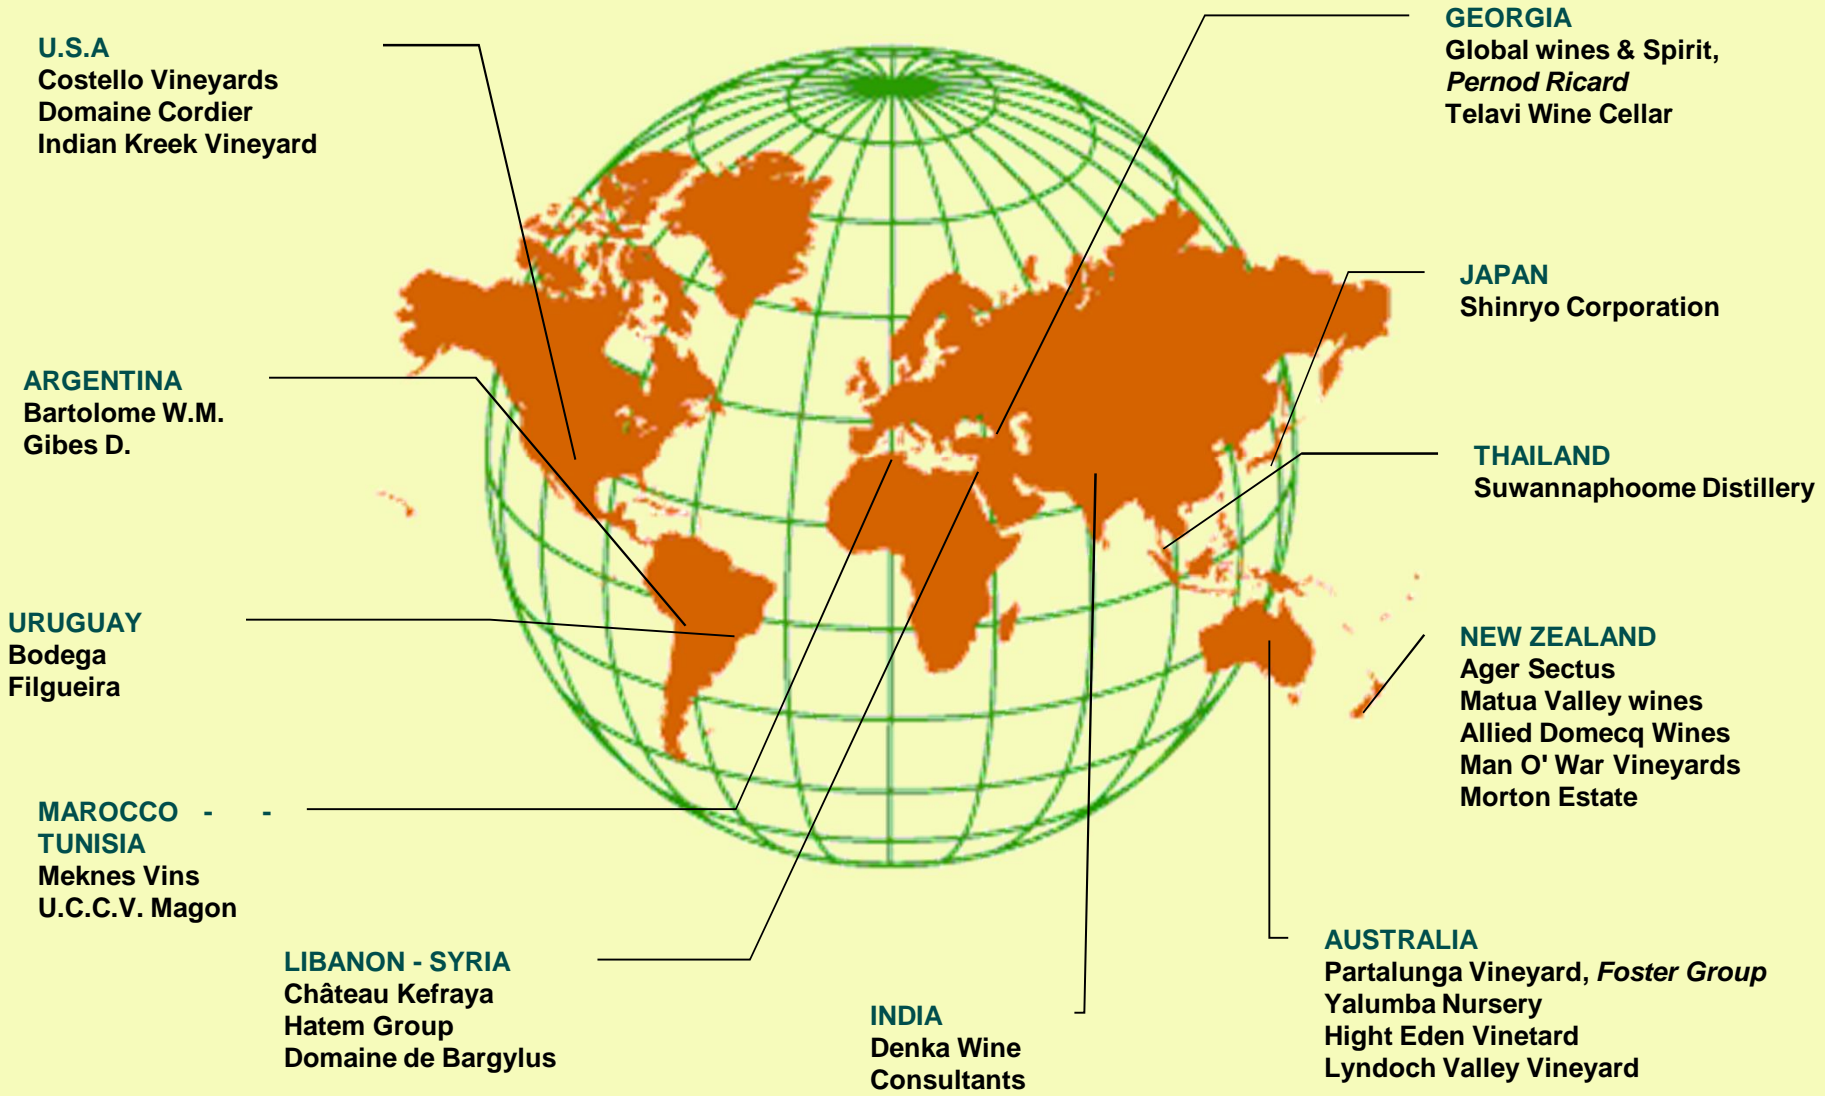 U.S.A
Costello Vineyards
Domaine Cordier
Indian Kreek Vineyard
GEORGIA
Global wines & Spirit,
Pernod Ricard
Telavi Wine Cellar
JAPAN
Shinryo Corporation
ARGENTINA
Bartolome W.M.
Gibes D.
THAILAND
Suwannaphoome Distillery
URUGUAY
Bodega
Filgueira
NEW ZEALAND
Ager Sectus
Matua Valley wines
Allied Domecq Wines
Man O' War Vineyards
Morton Estate
MAROCCO - -
TUNISIA
Meknes Vins
U.C.C.V. Magon
LIBANON - SYRIA
Château Kefraya
Hatem Group
Domaine de Bargylus
INDIA
Denka Wine
Consultants
AUSTRALIA
Partalunga Vineyard, Foster Group
Yalumba Nursery
Hight Eden Vinetard
Lyndoch Valley Vineyard